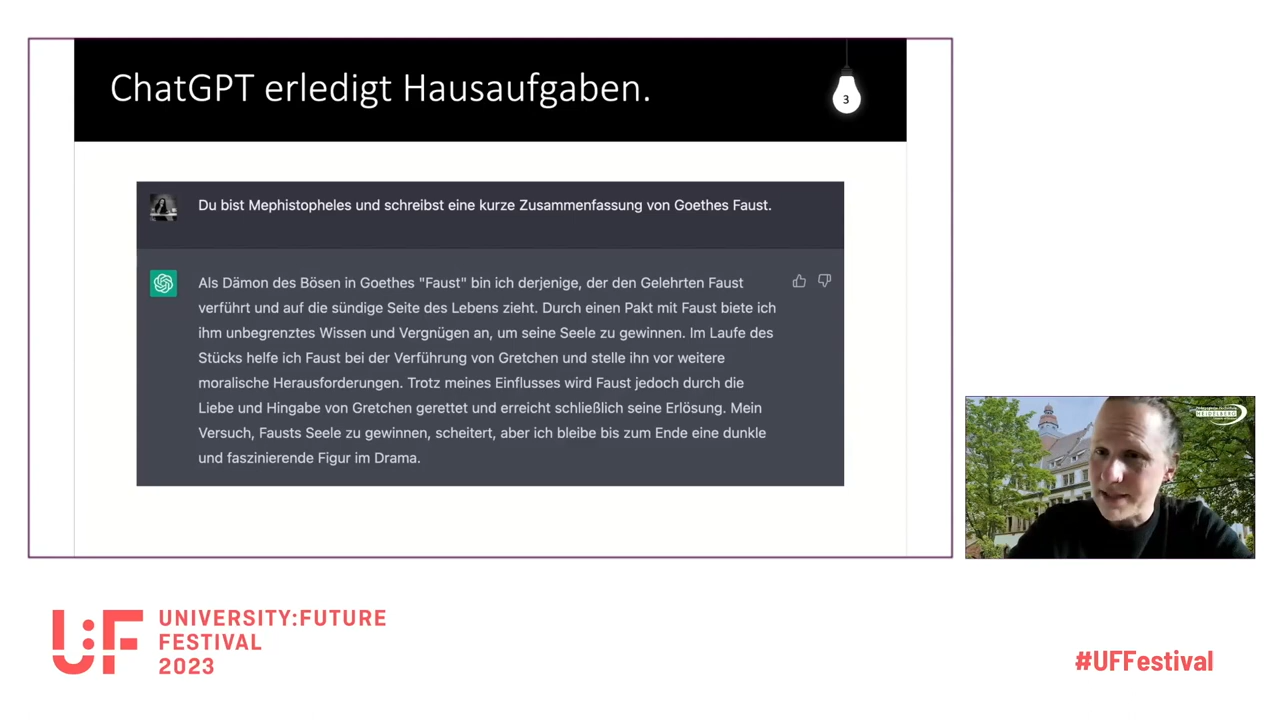 ChatGPT erledigt Hausaufgaben.
3
Du bist Mephistopheles und schreibst eine kurze Zusammenfassung von Goethes Faust.
Als Dämon des Bösen in Goethes "Faust" bin ich derjenige, der den Gelehrten Faust
verführt und auf die sündige Seite des Lebens zieht. Durch einen Pakt mit Faust biete ich
ihm unbegrenztes Wissen und Vergnügen an, um seine Seele zu gewinnen. Im Laufe des
Stücks helfe ich Faust bei der Verführung von Gretchen und stelle ihn vor weitere
moralische Herausforderungen. Trotz meines Einflusses wird Faust jedoch durch die
Liebe und Hingabe von Gretchen gerettet und erreicht schließlich seine Erlösung. Mein
Versuch, Fausts Seele zu gewinnen, scheitert, aber ich bleibe bis zum Ende eine dunkle
und faszinierende Figur im Drama.
HEIDELBERG
U:F
UNIVERSITY:FUTURE
FESTIVAL
2023
#UFFestival